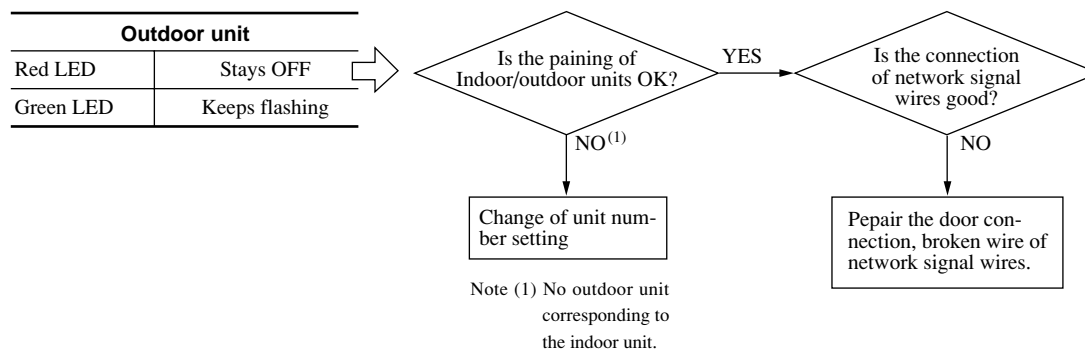 Outdoor unit
Red LED Stays OFF
Green LED Keeps flashing
Is the paining of
Indoor/outdoor units OK?
YES
NO(1)
Change of unit num-
ber setting
Note (1) No outdoor unit
corresponding to
the indoor unit.
Is the connection
of network signal
wires good?
NO
Pepair the door con-
nection, broken wire of
network signal wires.